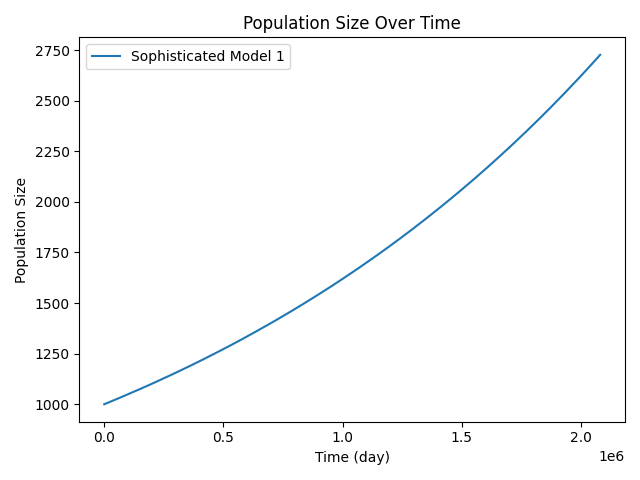 Population Size Over Time
Sophisticated Model 1
2750
2500
2250
2000
1750
1500
1250
1000
Population Size
0.0 0.5 1.0 1.5 2.0
1e6
Time (day)